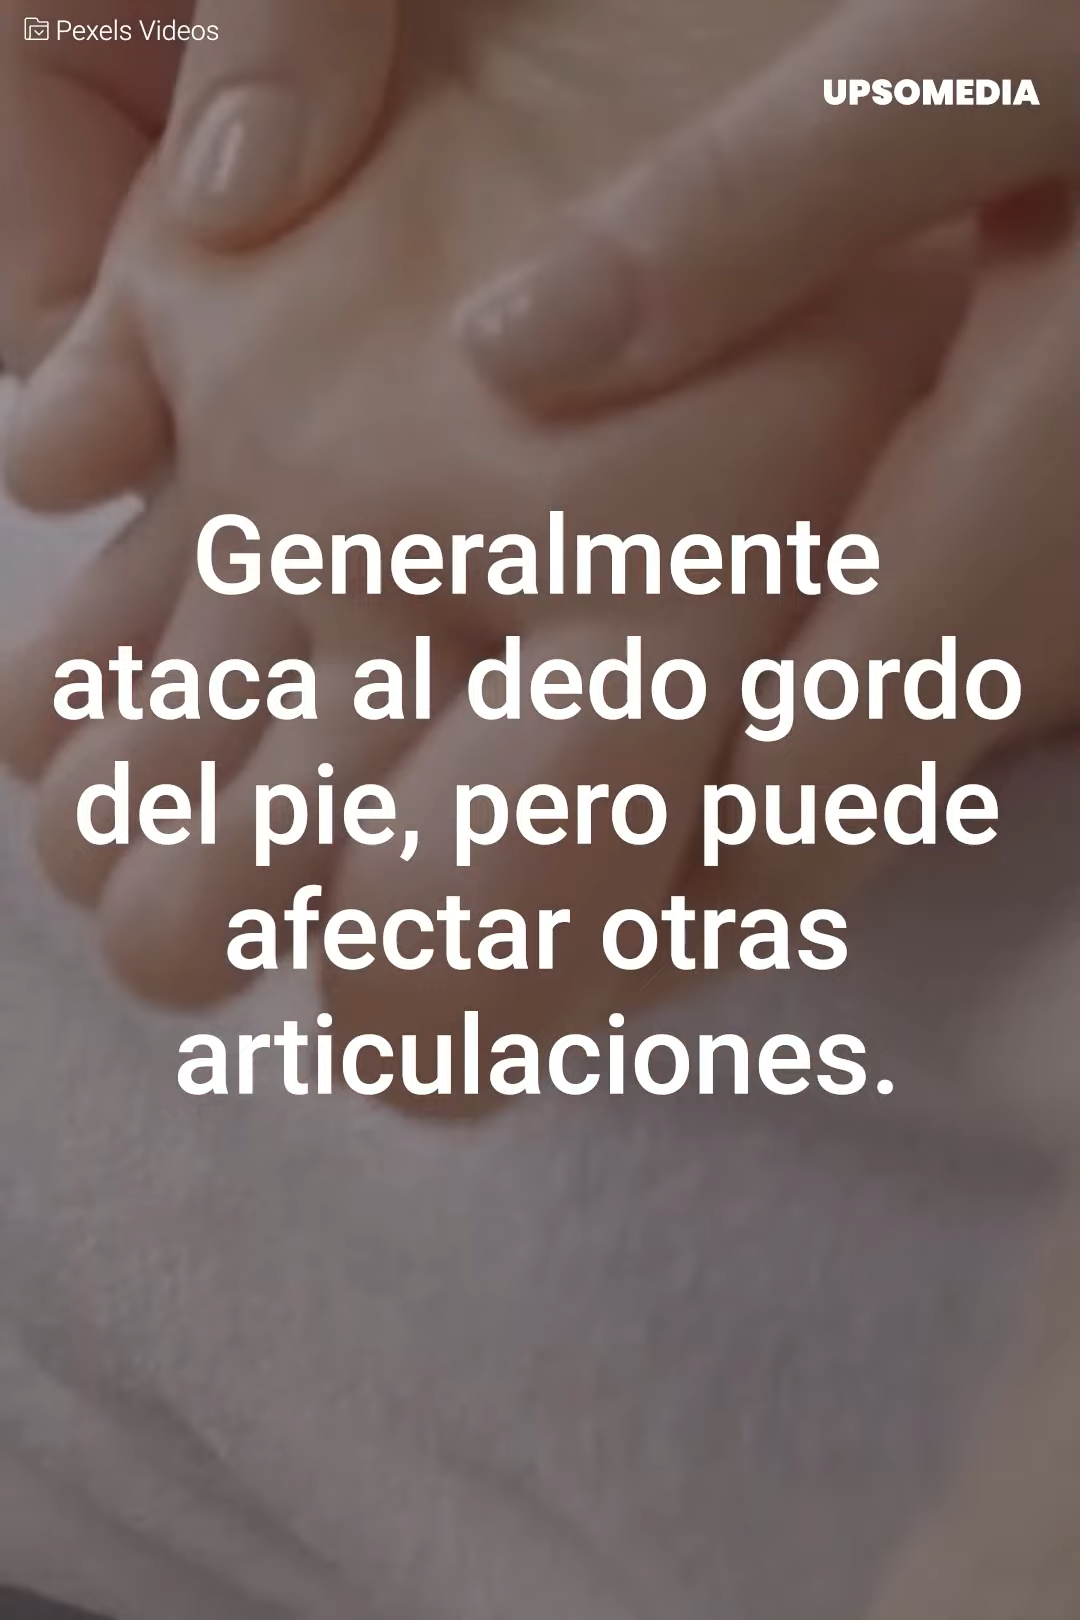 Pexels Videos
UPSOMEDIA
Generalmente
ataca al dedo gordo
del pie, pero puede
afectar otras
articulaciones.